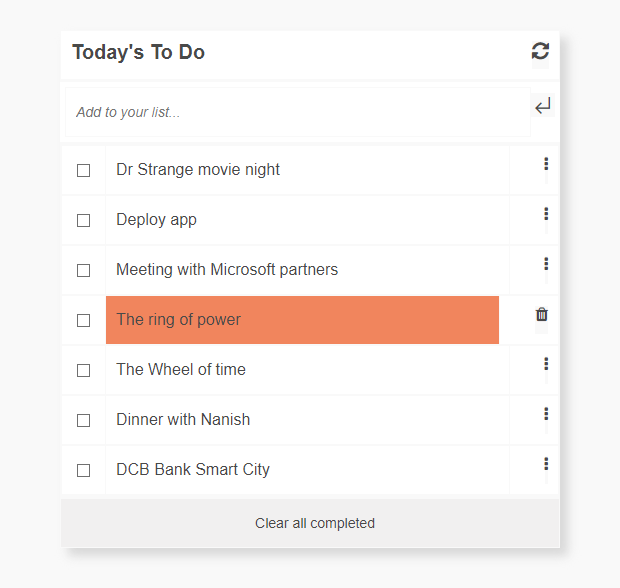 Today's To Do
Add to your list...
Dr Strange movie night
Deploy app
Meeting with Microsoft partners
The ring of power
The Wheel of time
Dinner with Nanish
DCB Bank Smart City
Clear all completed